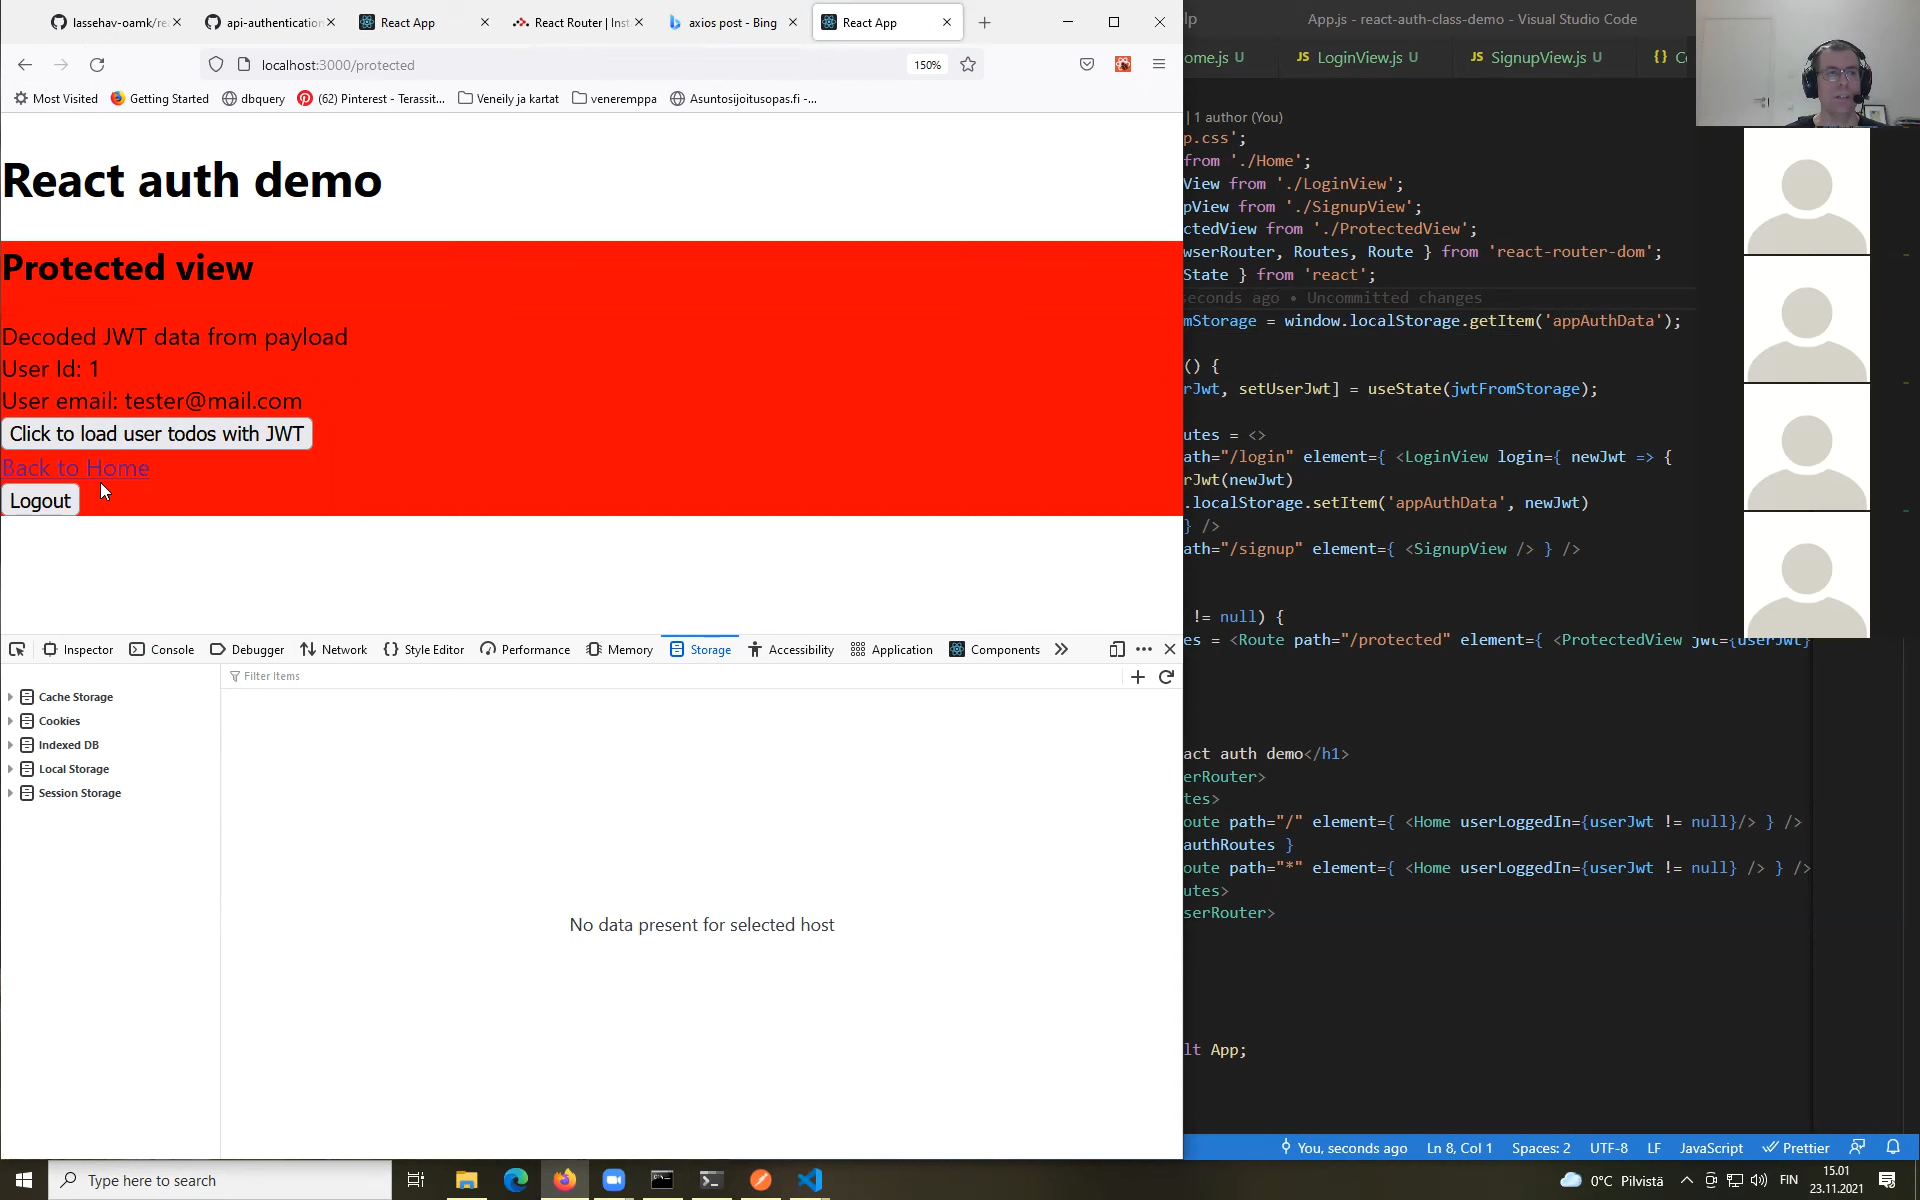 lassehav-oamk/re
api-authentication
React App
React Router | Inst
axios post - Bing
React App
localhost:3000/protected
150%
Most Visited
Getting Started
dbquery
(62) Pinterest - Terassit...
Veneily ja kartat
veneremppa
Asuntosijoitusopas.fi -...
React auth demo
Protected view
Decoded JWT data from payload
User Id: 1
User email: tester@mail.com
Click to load user todos with JWT
Back to Home
Logout
Inspector
Console
Debugger
Network
{} Style Editor
Performance
Memory
Storage
Accessibility
Application
Components
Filter Items
Cache Storage
Cookies
Indexed DB
Local Storage
Session Storage
No data present for selected host
lp
App.js - react-auth-class-demo - Visual Studio Code
ome.js U
JS LoginView.js U
JS SignupView.js U
{} C
| 1 author (You)
p.css';
from './Home';
View from './LoginView';
pView from './SignupView';
ctedView from './ProtectedView';
wserRouter, Routes, Route } from 'react-router-dom';
State } from 'react';
seconds ago • Uncommitted changes
mStorage = window.localStorage.getItem('appAuthData');
() {
rJwt, setUserJwt] = useState(jwtFromStorage);
utes = <>
ath="/login" element={ <LoginView login={ newJwt => {
rJwt(newJwt)
.localStorage.setItem('appAuthData', newJwt)
} />
ath="/signup" element={ <SignupView /> } />
!= null) {
es = <Route path="/protected" element={ <ProtectedView jwt={userJwt}
act auth demo</h1>
erRouter>
tes>
oute path="/" element={ <Home userLoggedIn={userJwt != null}/> } />
authRoutes }
oute path="*" element={ <Home userLoggedIn={userJwt != null} /> } />
utes>
serRouter>
lt App;
You, seconds ago
Ln 8, Col 1
Spaces: 2
UTF-8
LF
JavaScript
Prettier
Type here to search
0°C Pilvistä
FIN
15.01
23.11.2021